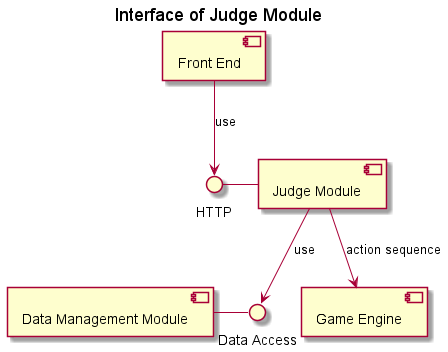 Interface of Judge Module
Front End
use
HTTP
Judge Module
use
action sequence
Data Management Module
Data Access
Game Engine